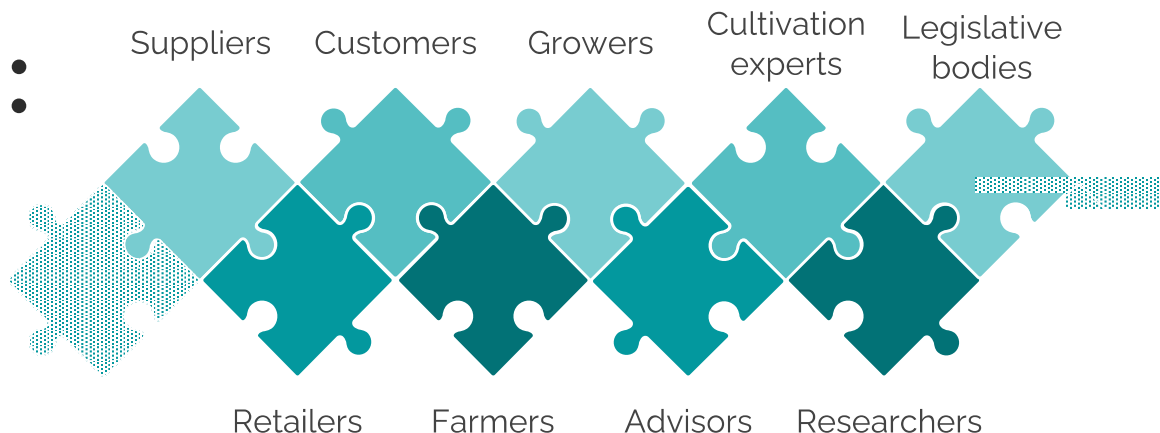 Suppliers
Customers
Growers
Cultivation
experts
Legislative
bodies
Retailers
Farmers
Advisors
Researchers